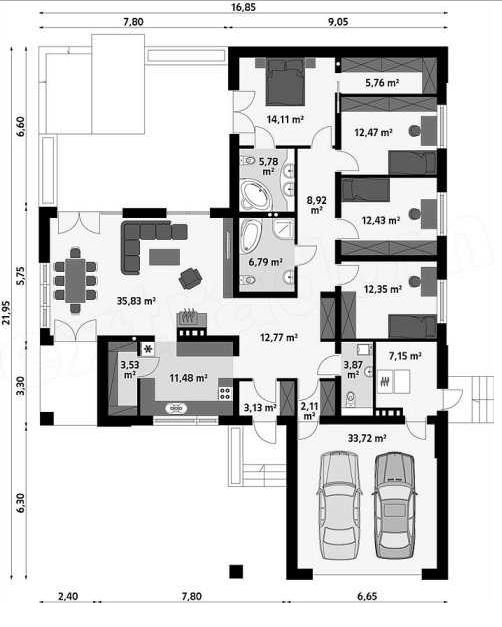 16,85
7,80 9,05
6,60
5,75
21,95
3,30
6,30
5,76 m²
14,11 m²
12,47 m²
5,78
m²
8,92
m²
12,43 m²
6,79 m²
35,83 m²
12,35 m²
12,77 m²
3,53
m²
11,48 m²
3,87
m²
7,15 m²
3,13 m²
2,11
m²
33,72 m²
2,40 7,80 6,65